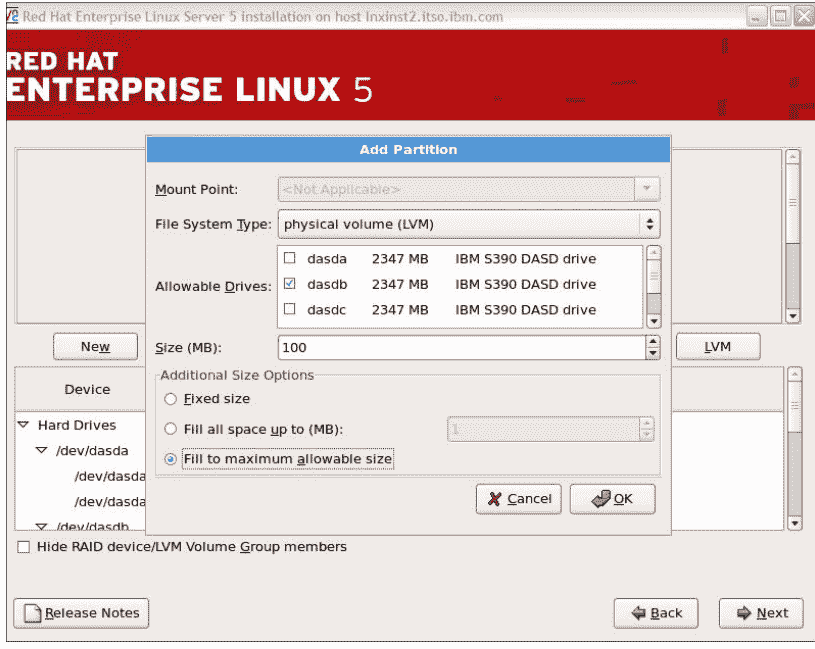 Red Hat Enterprise Linux Server 5 installation on host lnxinst2.itso.ibm.com
RED HAT
ENTERPRISE LINUX 5
Add Partition
Mount Point: <Not Applicable>
File System Type: physical volume (LVM)
Allowable Drives:
dasda 2347 MB IBM S390 DASD drive
dasdb 2347 MB IBM S390 DASD drive
dasdc 2347 MB IBM S390 DASD drive
New
Size (MB): 100
LVM
Additional Size Options
Device
Fixed size
Hard Drives
Fill all space up to (MB): 1
/dev/dasda
Fill to maximum allowable size
/dev/dasda
/dev/dasda
Cancel
OK
/dev/dasdb
Hide RAID device/LVM Volume Group members
Release Notes
Back
Next